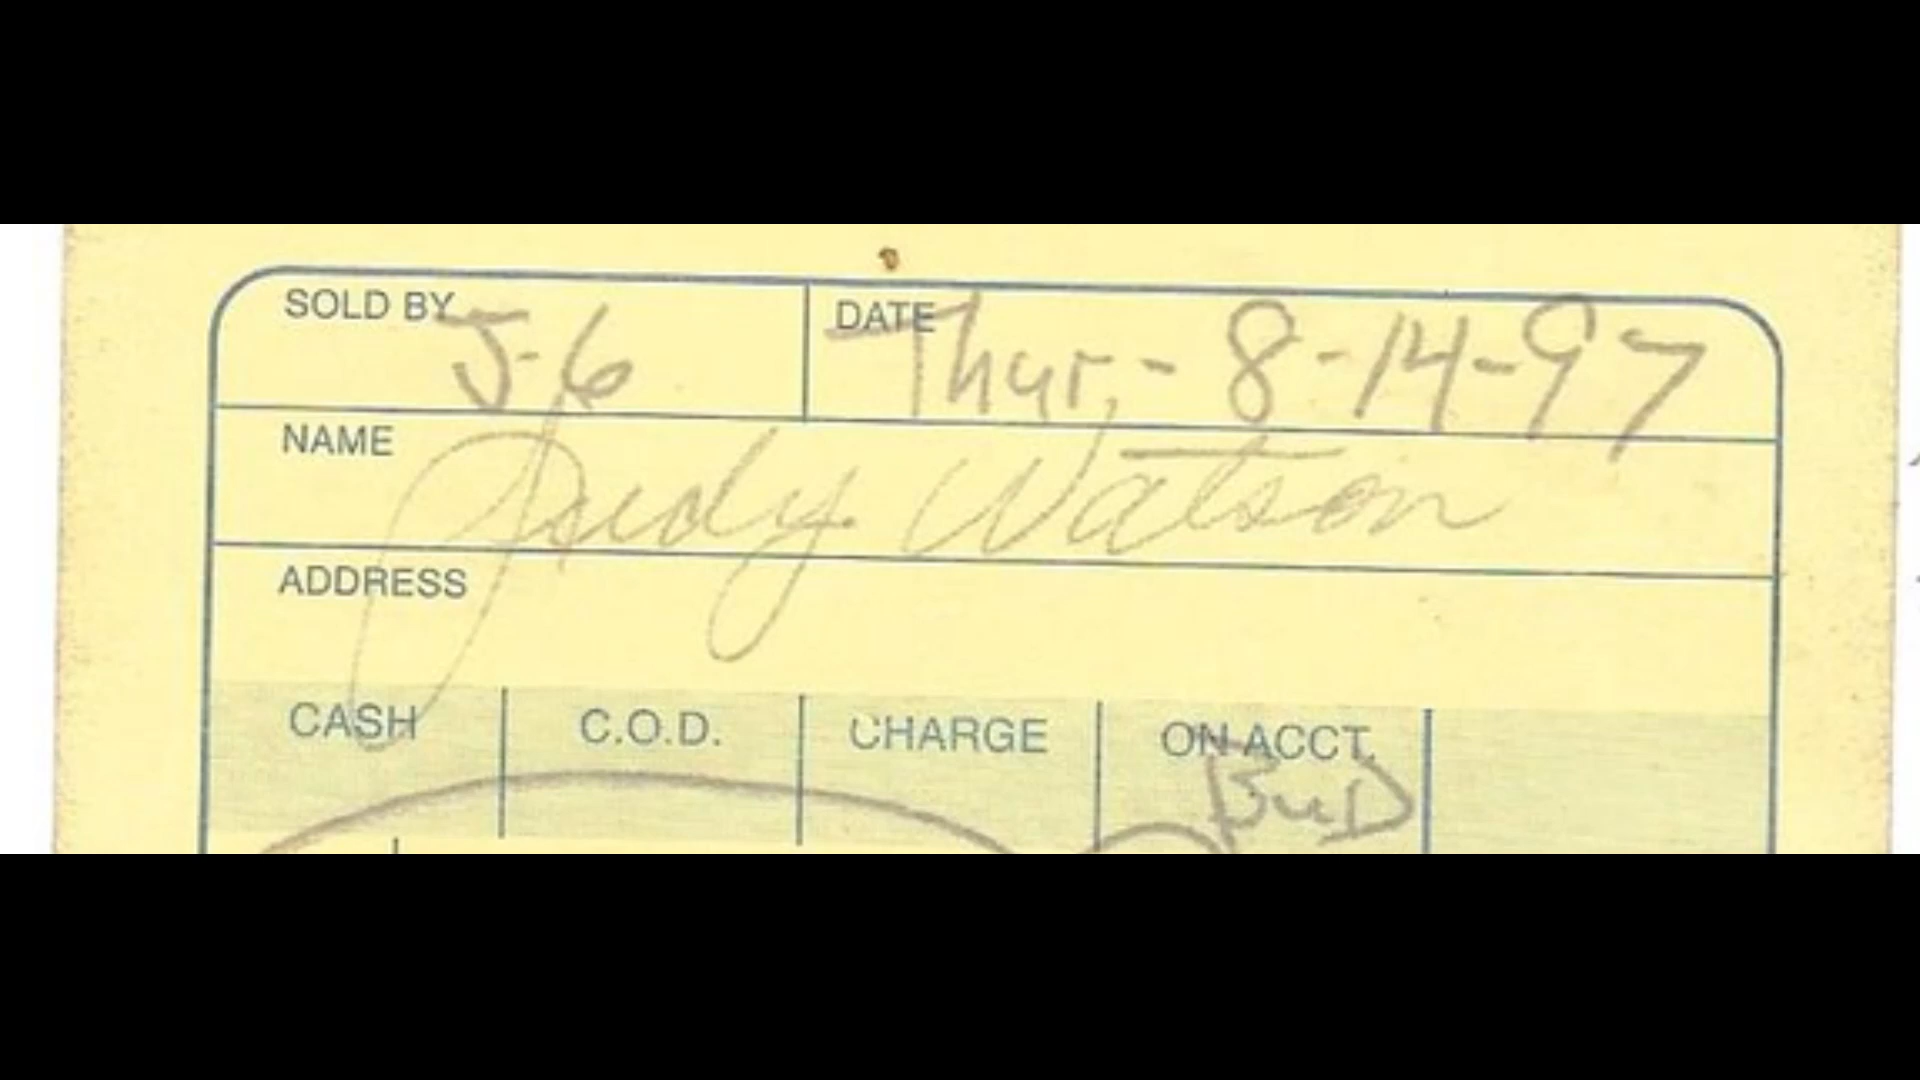 SOLD BY J-6 DATE Thur, - 8-14-97
NAME Judy Watson
ADDRESS
CASH C.O.D. CHARGE ON ACCT.
BuD